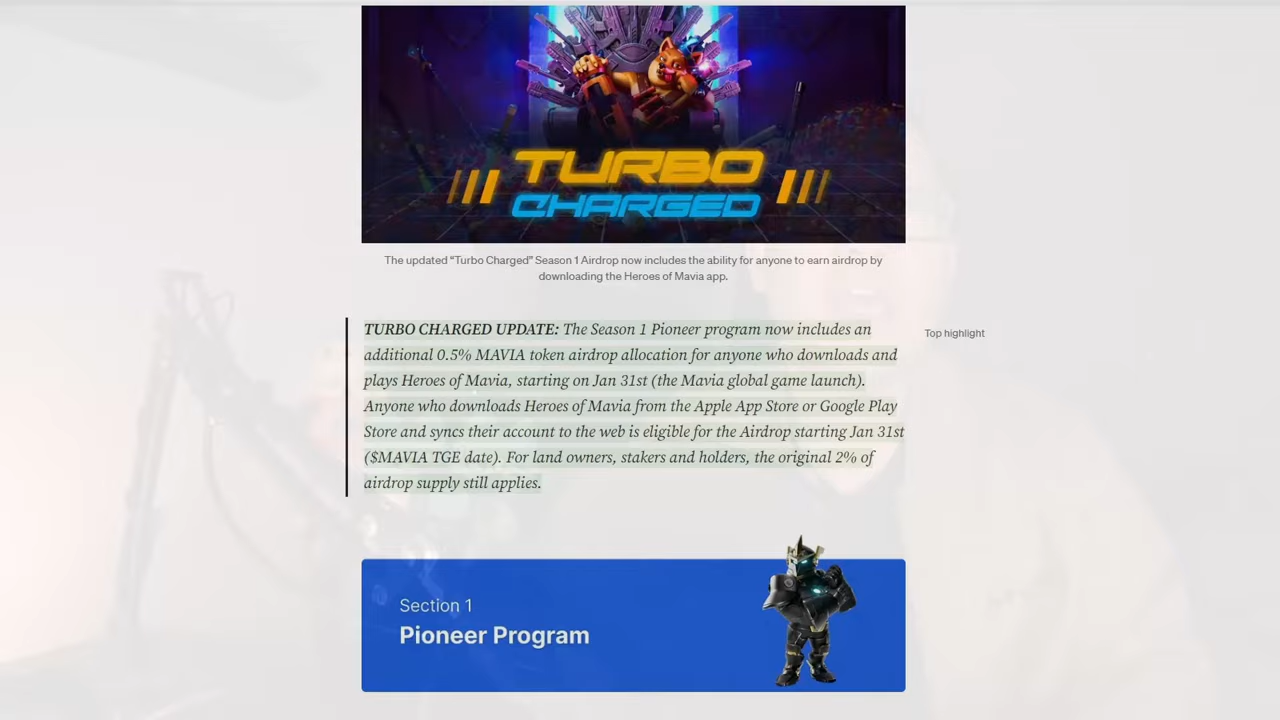 TURBO
CHARGED
The updated “Turbo Charged” Season 1 Airdrop now includes the ability for anyone to earn airdrop by
downloading the Heroes of Mavia app.
TURBO CHARGED UPDATE: The Season 1 Pioneer program now includes an
additional 0.5% MAVIA token airdrop allocation for anyone who downloads and
plays Heroes of Mavia, starting on Jan 31st (the Mavia global game launch).
Anyone who downloads Heroes of Mavia from the Apple App Store or Google Play
Store and syncs their account to the web is eligible for the Airdrop starting Jan 31st
($MAVIA TGE date). For land owners, stakers and holders, the original 2% of
airdrop supply still applies.
Top highlight
Section 1
Pioneer Program